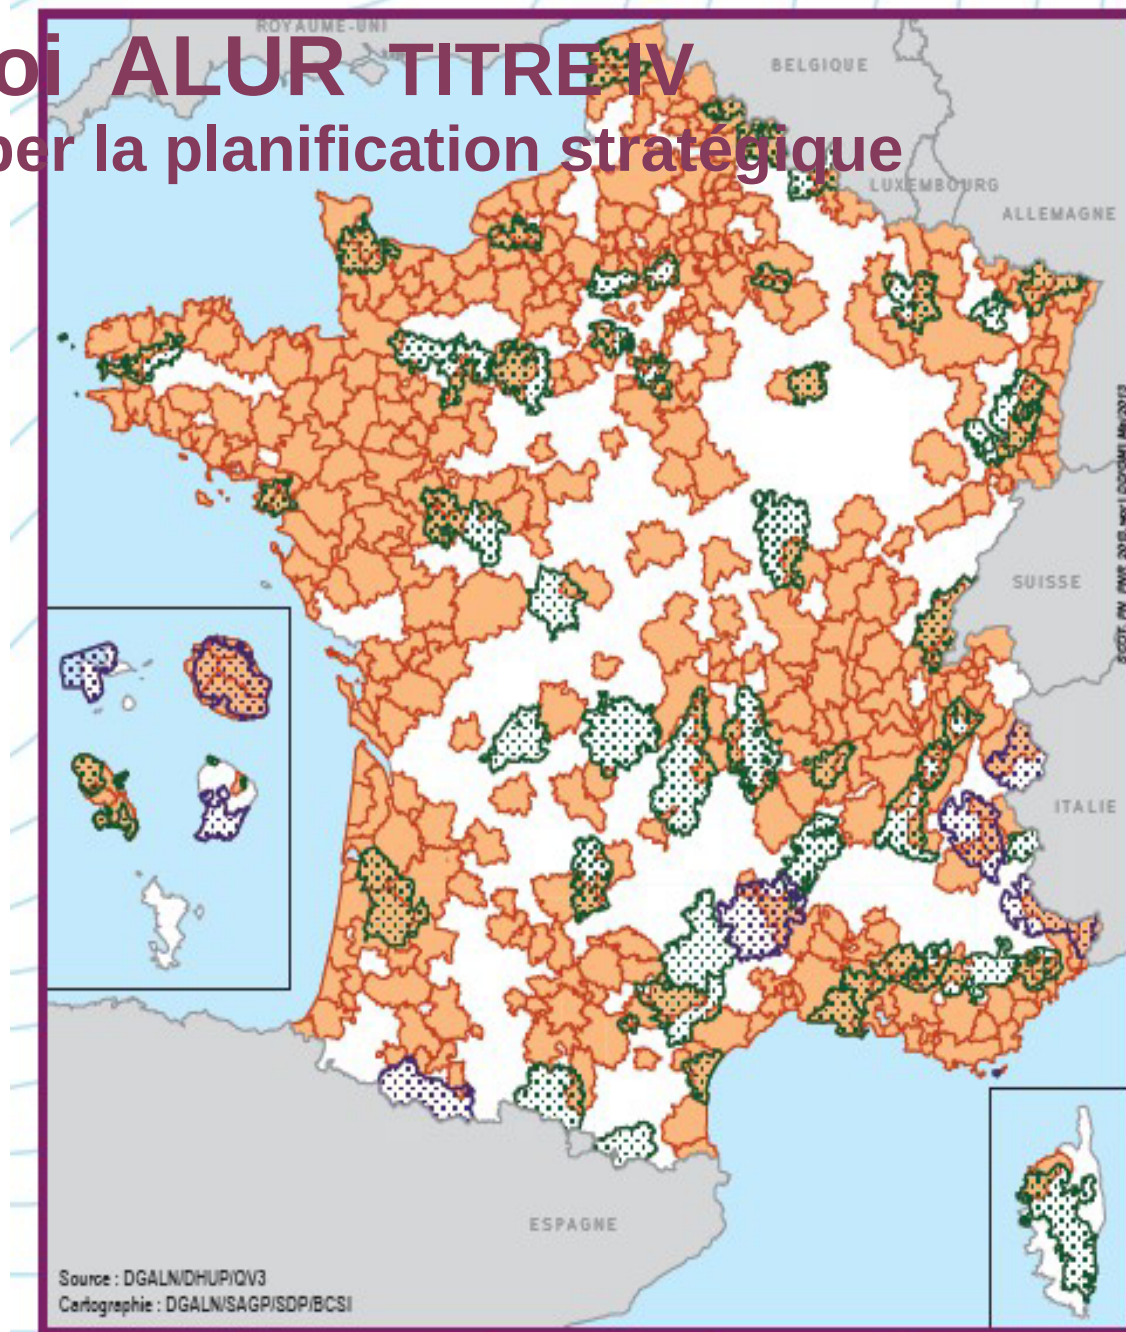 ROYAUME-UNI
oi ALUR TITRE IV
BELGIQUE
per la planification stratégique
LUXEMBOURG
ALLEMAGNE
SUISSE
ITALIE
ESPAGNE
Source : DGALN/DHUP/QV3
Cartographie : DGALN/SAGP/SDP/BCSI